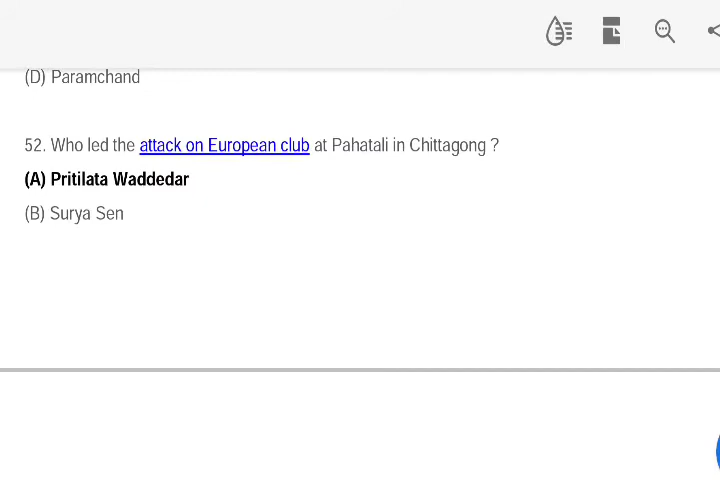 (D) Paramchand
52. Who led the attack on European club at Pahatali in Chittagong ?
(A) Pritilata Waddedar
(B) Surya Sen